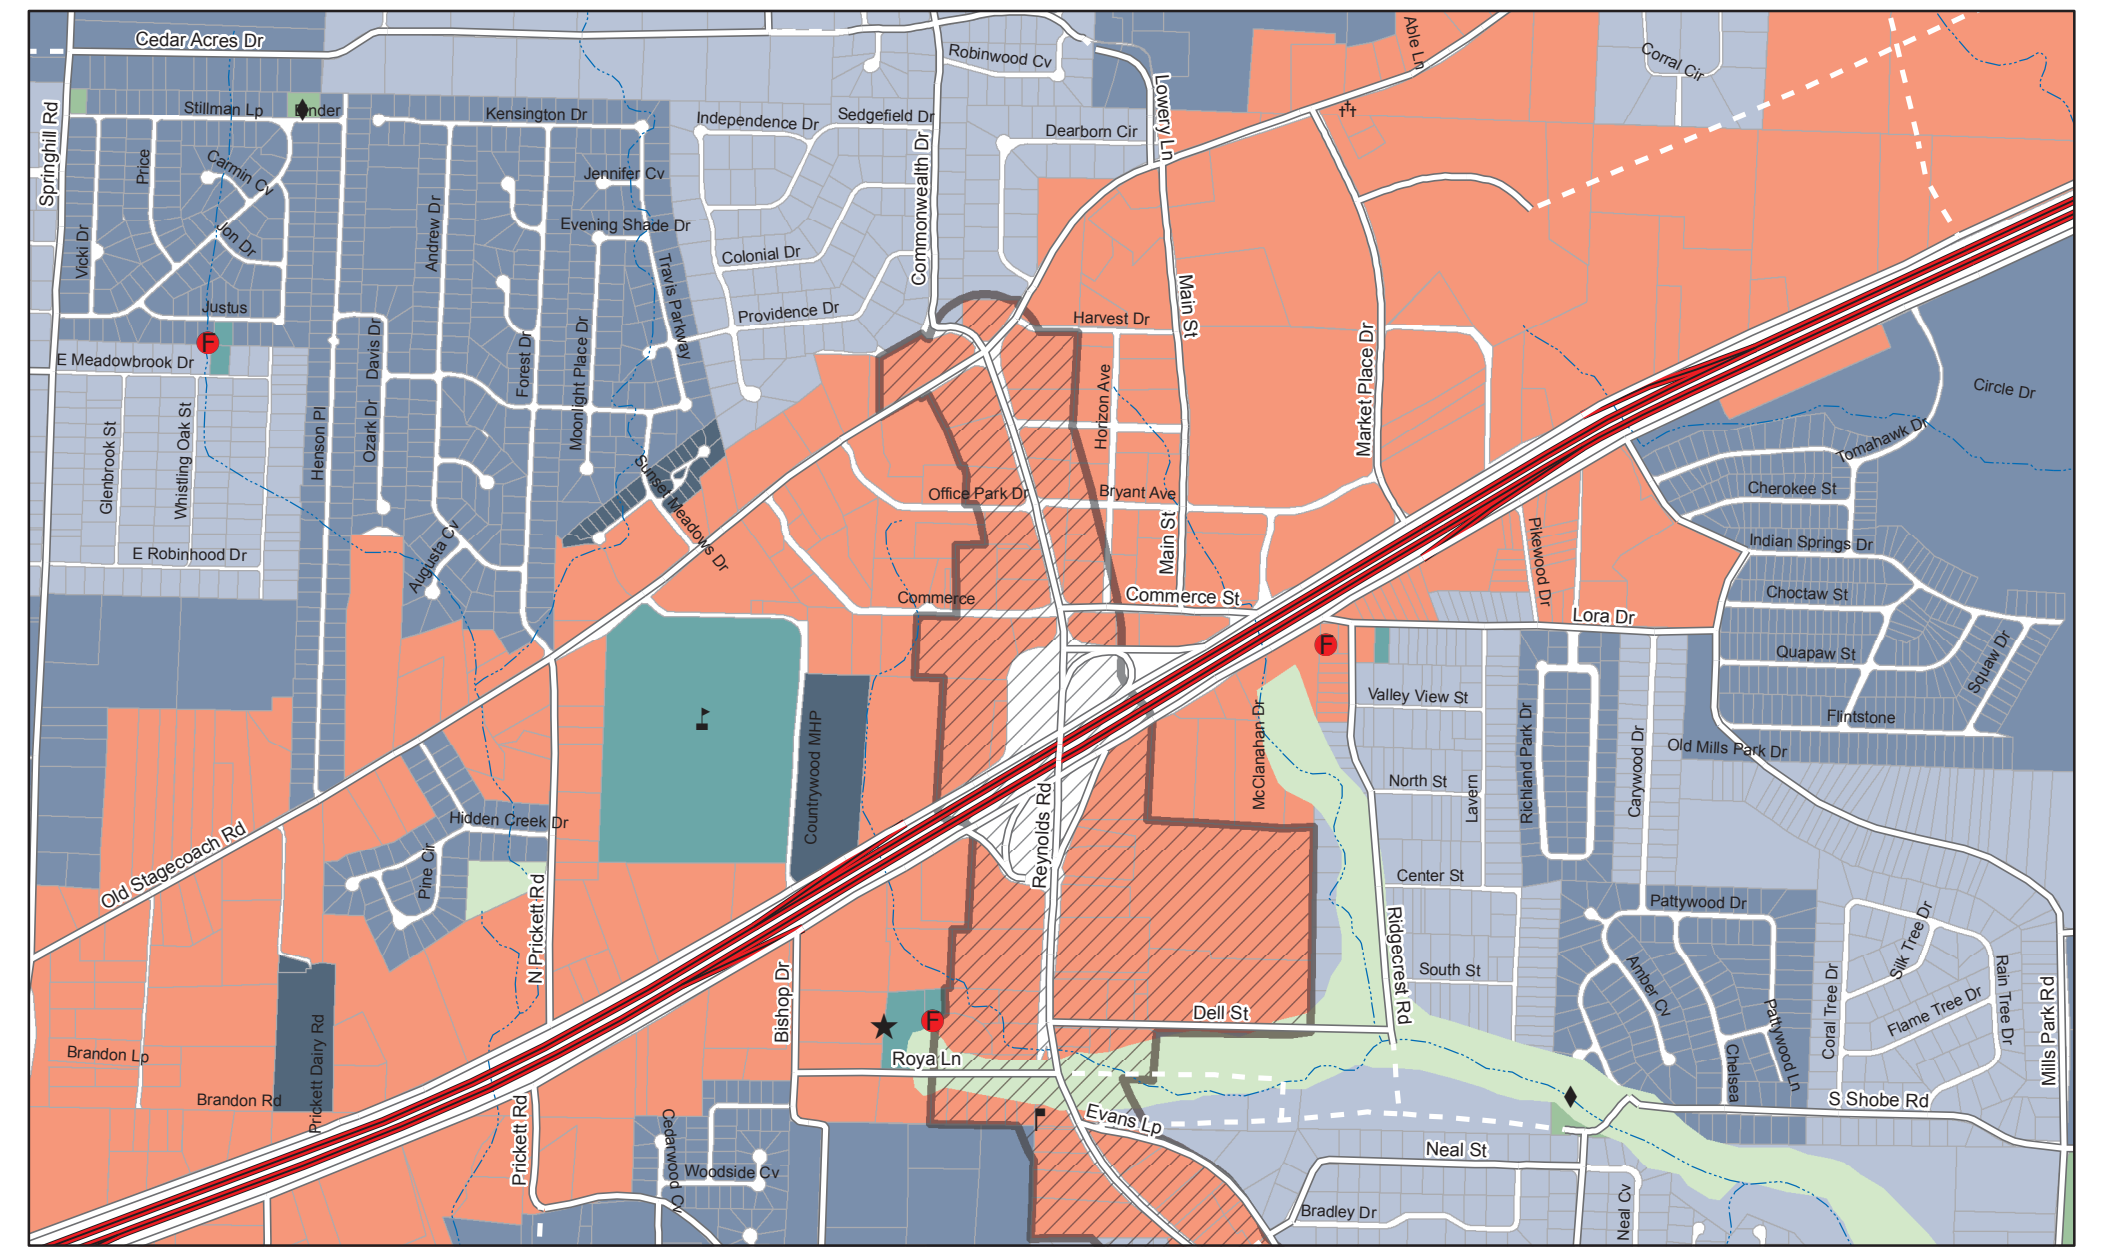 Cedar Acres Dr
Robinwood Cv
Able Ln
Corral Cir
Springhill Rd
Stillman Lp
Ender
Kensington Dr
Independence Dr
Sedgefield Dr
Dearborn Cir
Lowery Ln
Price
Carmin Cv
Jennifer Cv
Commonwealth Dr
Vicki Dr
Jon Dr
Andrew Dr
Evening Shade Dr
Colonial Dr
Travis Parkway
Justus
Providence Dr
Harvest Dr
Main St
Market Place Dr
F
E Meadowbrook Dr
Davis Dr
Forest Dr
Moonlight Place Dr
Horizon Ave
Circle Dr
Glenbrook St
Whistling Oak St
Henson Pl
Ozark Dr
Tomahawk Dr
Sunset Meadows Dr
Office Park Dr
Bryant Ave
Cherokee St
E Robinhood Dr
Augusta Cv
Main St
Pikewood Dr
Indian Springs Dr
Commerce
Commerce St
Lora Dr
Choctaw St
F
Quapaw St
Squaw Dr
Valley View St
McClanahan Dr
Richland Park Dr
Carywood Dr
Flintstone
Old Mills Park Dr
Countrywood MHP
North St
Lavern
Hidden Creek Dr
Reynolds Rd
Old Stagecoach Rd
Pine Cir
Center St
Pattywood Dr
N Prickett Rd
Ridgecrest Rd
Silk Tree Dr
Bishop Dr
South St
Amber Cv
Coral Tree Dr
Flame Tree Dr
Rain Tree Dr
Mills Park Rd
F
Dell St
Pattywood Ln
Brandon Lp
Prickett Dairy Rd
Roya Ln
Chelsea
Brandon Rd
Prickett Rd
Cedarwood Cv
Evans Lp
S Shobe Rd
Woodside Cv
Neal St
Bradley Dr
Neal Cv